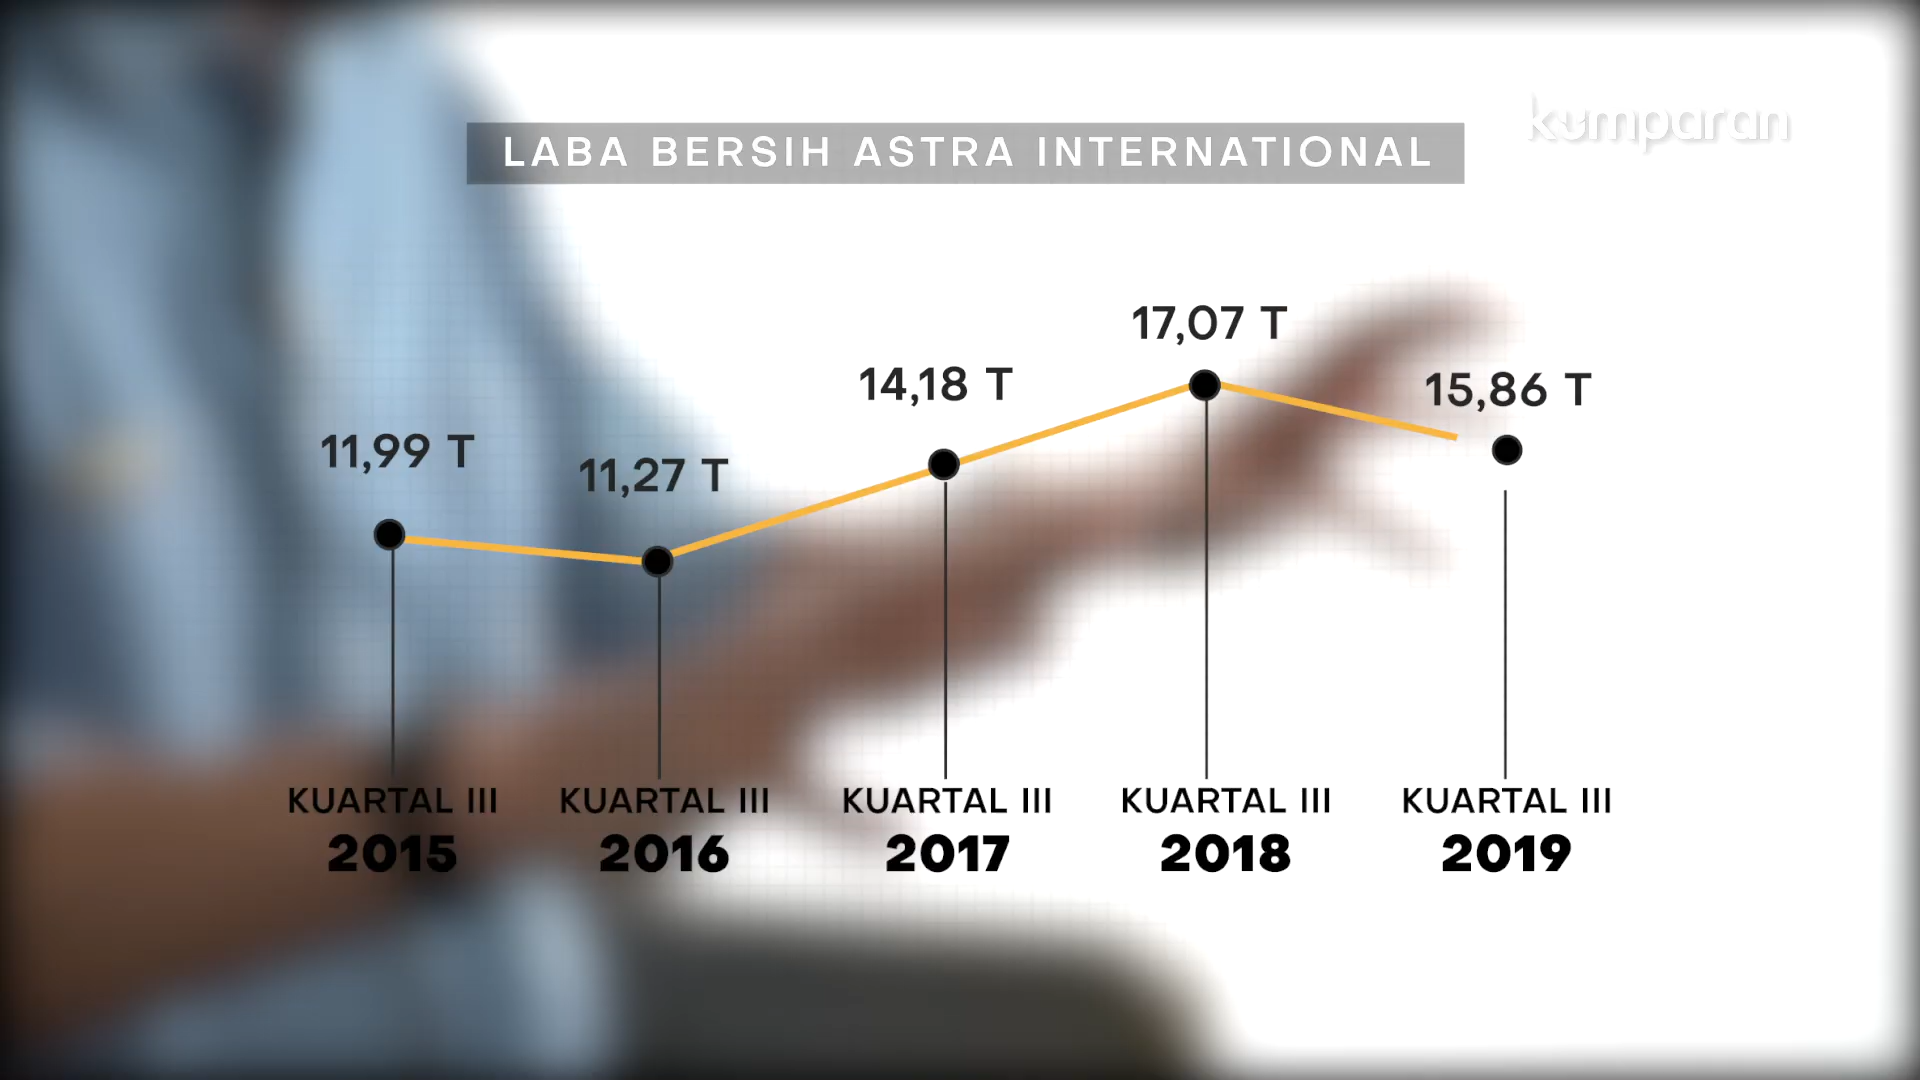 kumparan
LABA BERSIH ASTRA INTERNATIONAL
11,99 T
11,27 T
14,18 T
17,07 T
15,86 T
KUARTAL III
2015
KUARTAL III
2016
KUARTAL III
2017
KUARTAL III
2018
KUARTAL III
2019